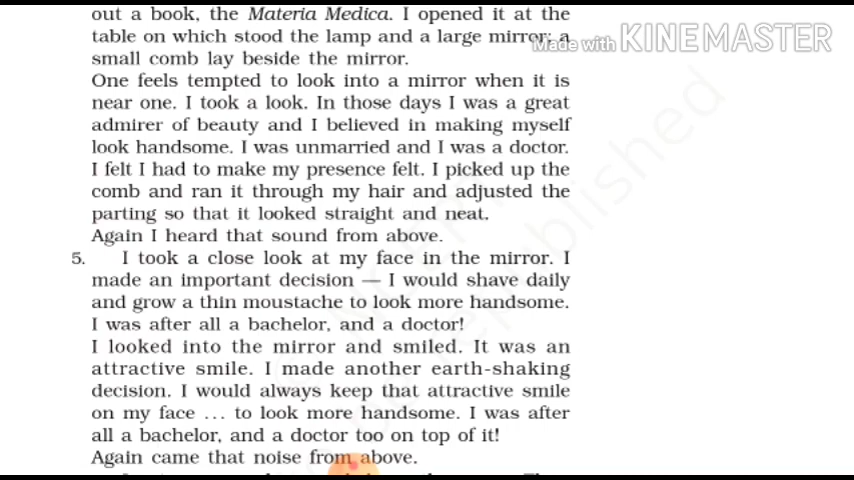 out a book, the Materia Medica. I opened it at the
table on which stood the lamp and a large mirror; a
Made with KINEMASTER
small comb lay beside the mirror.
One feels tempted to look into a mirror when it is
near one. I took a look. In those days I was a great
admirer of beauty and I believed in making myself
look handsome. I was unmarried and I was a doctor.
I felt I had to make my presence felt. I picked up the
comb and ran it through my hair and adjusted the
parting so that it looked straight and neat.
Again I heard that sound from above.
5. I took a close look at my face in the mirror. I
made an important decision — I would shave daily
and grow a thin moustache to look more handsome.
I was after all a bachelor, and a doctor!
I looked into the mirror and smiled. It was an
attractive smile. I made another earth-shaking
decision. I would always keep that attractive smile
on my face … to look more handsome. I was after
all a bachelor, and a doctor too on top of it!
Again came that noise from above.